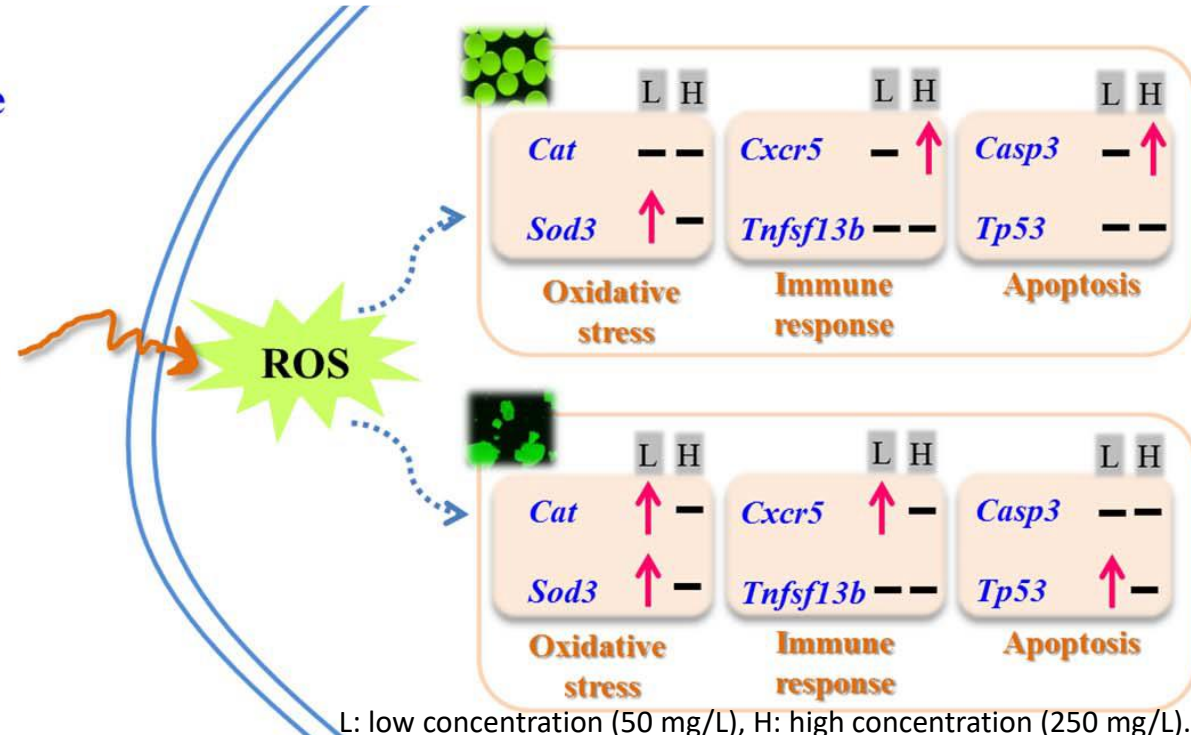 e
ROS
L H
L H
L H
Cat
Cxcr5
Casp3
Sod3
Tnfsf13b
Tp53
Oxidative
stress
Immune
response
Apoptosis
L H
L H
L H
Cat
Cxcr5
Casp3
Sod3
Tnfsf13b
Tp53
Oxidative
stress
Immune
response
Apoptosis
L: low concentration (50 mg/L), H: high concentration (250 mg/L).